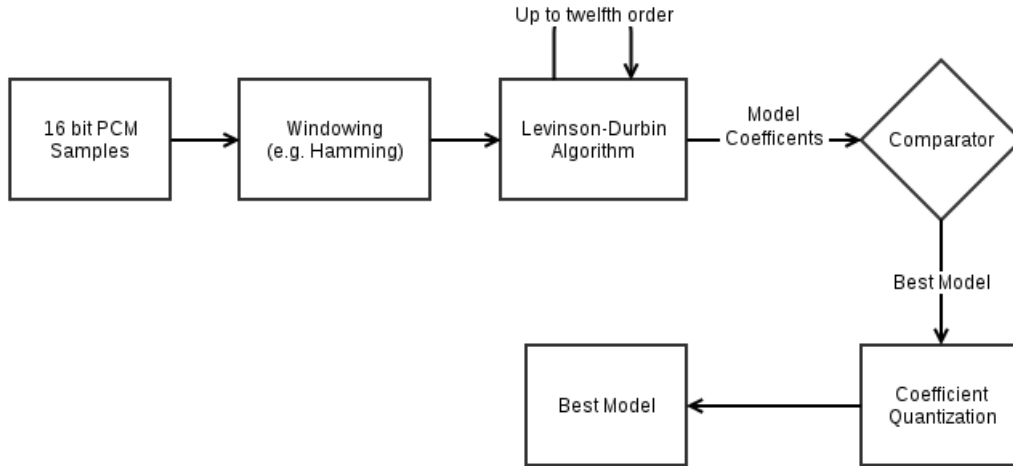 Up to twelfth order
16 bit PCM
Samples
Windowing
(e.g. Hamming)
Levinson-Durbin
Algorithm
Model
Coefficents
Comparator
Best Model
Coefficient
Quantization
Best Model